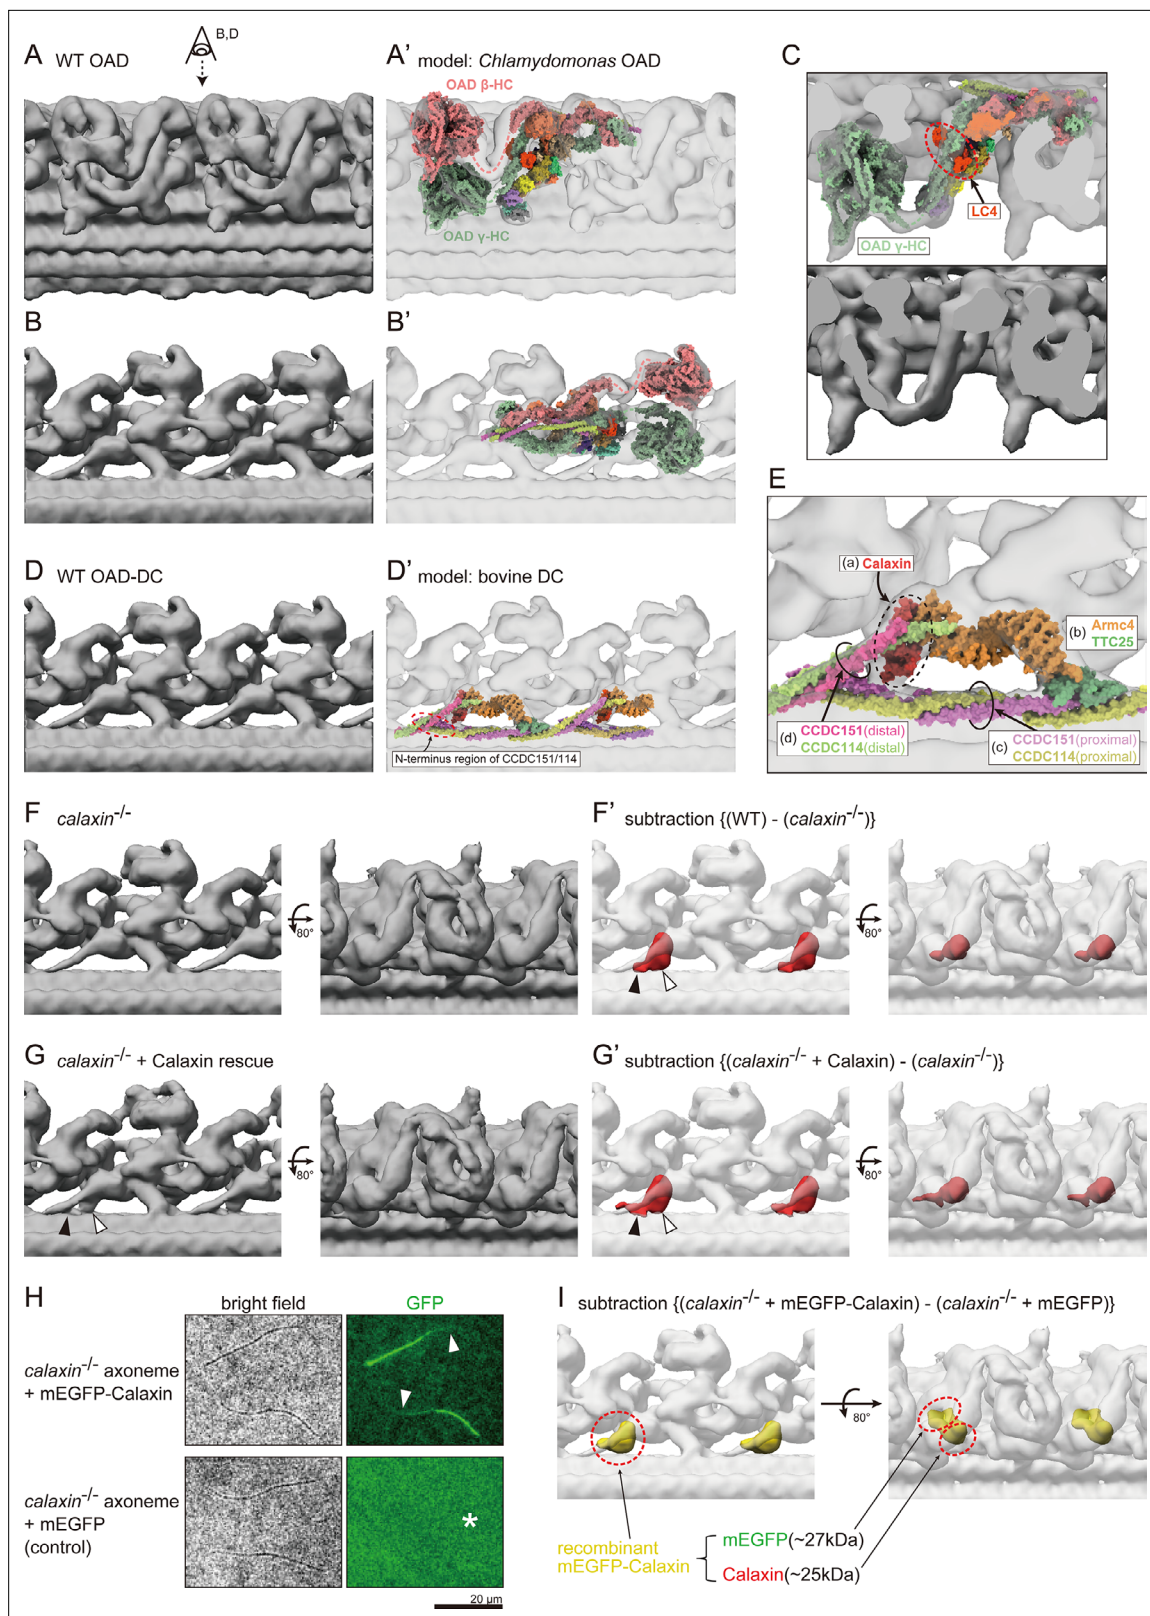 A WT OAD
B,D
A' model: Chlamydomonas OAD
OAD β-HC
OAD γ-HC
C
LC4
OAD γ-HC
B
B'
D WT OAD-DC
D' model: bovine DC
N-terminus region of CCDC151/114
E
(a) Calaxin
(b) Armc4
TTC25
(d) CCDC151(distal)
CCDC114(distal)
(c) CCDC151(proximal)
CCDC114(proximal)
F calaxin-/-
80°
F' subtraction {(WT) - (calaxin-/-)}
80°
G calaxin-/- + Calaxin rescue
80°
G' subtraction {(calaxin-/- + Calaxin) - (calaxin-/-)}
80°
H
bright field
GFP
calaxin-/- axoneme
+ mEGFP-Calaxin
calaxin-/- axoneme
+ mEGFP
(control)
*
20 µm
I subtraction {(calaxin-/- + mEGFP-Calaxin) - (calaxin-/- + mEGFP)}
80°
recombinant
mEGFP-Calaxin
mEGFP(~27kDa)
Calaxin(~25kDa)